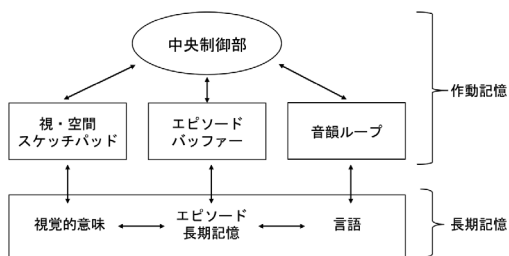 中央制御部
作動記憶
視・空間
スケッチパッド
エピソード
バッファー
音韻ループ
視覚的意味
エピソード
長期記憶
言語
長期記憶